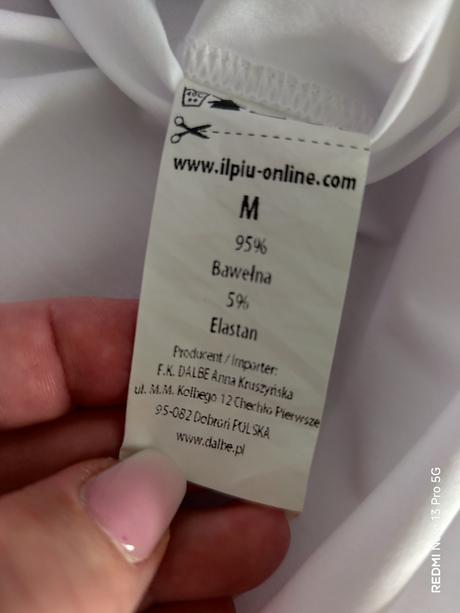 www.ilpiu-online.com
M
95%
Bawełna
5%
Elastan
Producent / Importer:
F.K. DALBE Anna Kruszyńska
ul. M.M. Kolbego 12 Chechło Pierwsze
95-082 Dobroń POLSKA
www.dalbe.pl
REDMI NOTE 13 Pro 5G